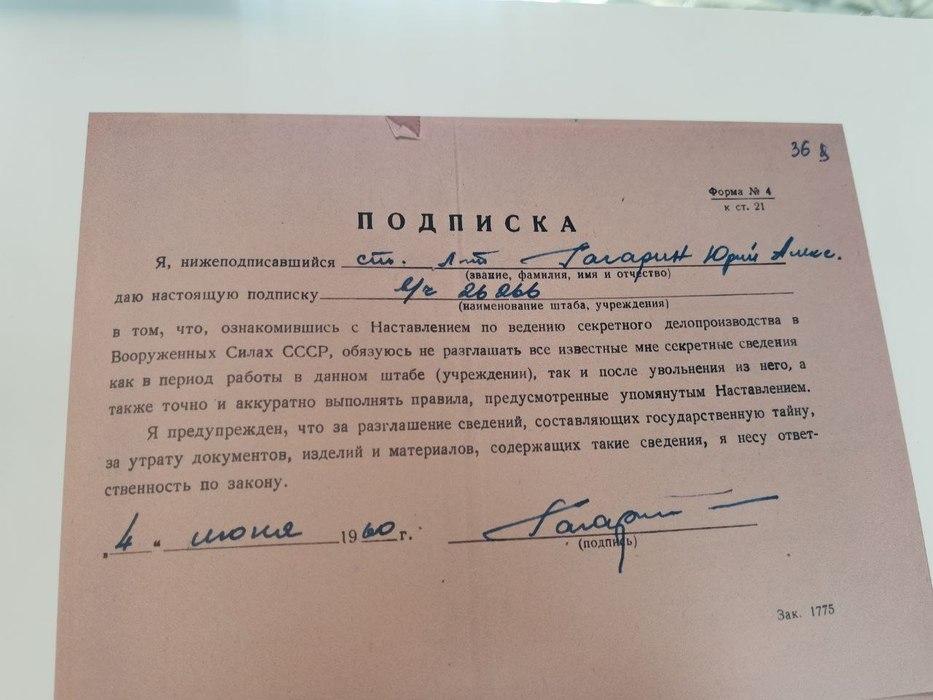 36
Форма № 4
к ст. 21
ПОДПИСКА
Я, нижеподписавшийся ст. л-т Гагарин Юрий Алекс.
(звание, фамилия, имя и отчество)
даю настоящую подписку в/ч 26266
(наименование штаба, учреждения)
в том, что, ознакомившись с Наставлением по ведению секретного делопроизводства в
Вооруженных Силах СССР, обязуюсь не разглашать все известные мне секретные сведения
как в период работы в данном штабе (учреждении), так и после увольнения из него, а
также точно и аккуратно выполнять правила, предусмотренные упомянутым Наставлением.
Я предупрежден, что за разглашение сведений, составляющих государственную тайну,
за утрату документов, изделий и материалов, содержащих такие сведения, я несу ответ-
ственность по закону.
„4“ июня 1960 г. Гагарин
(подпись)
Зак. 1775